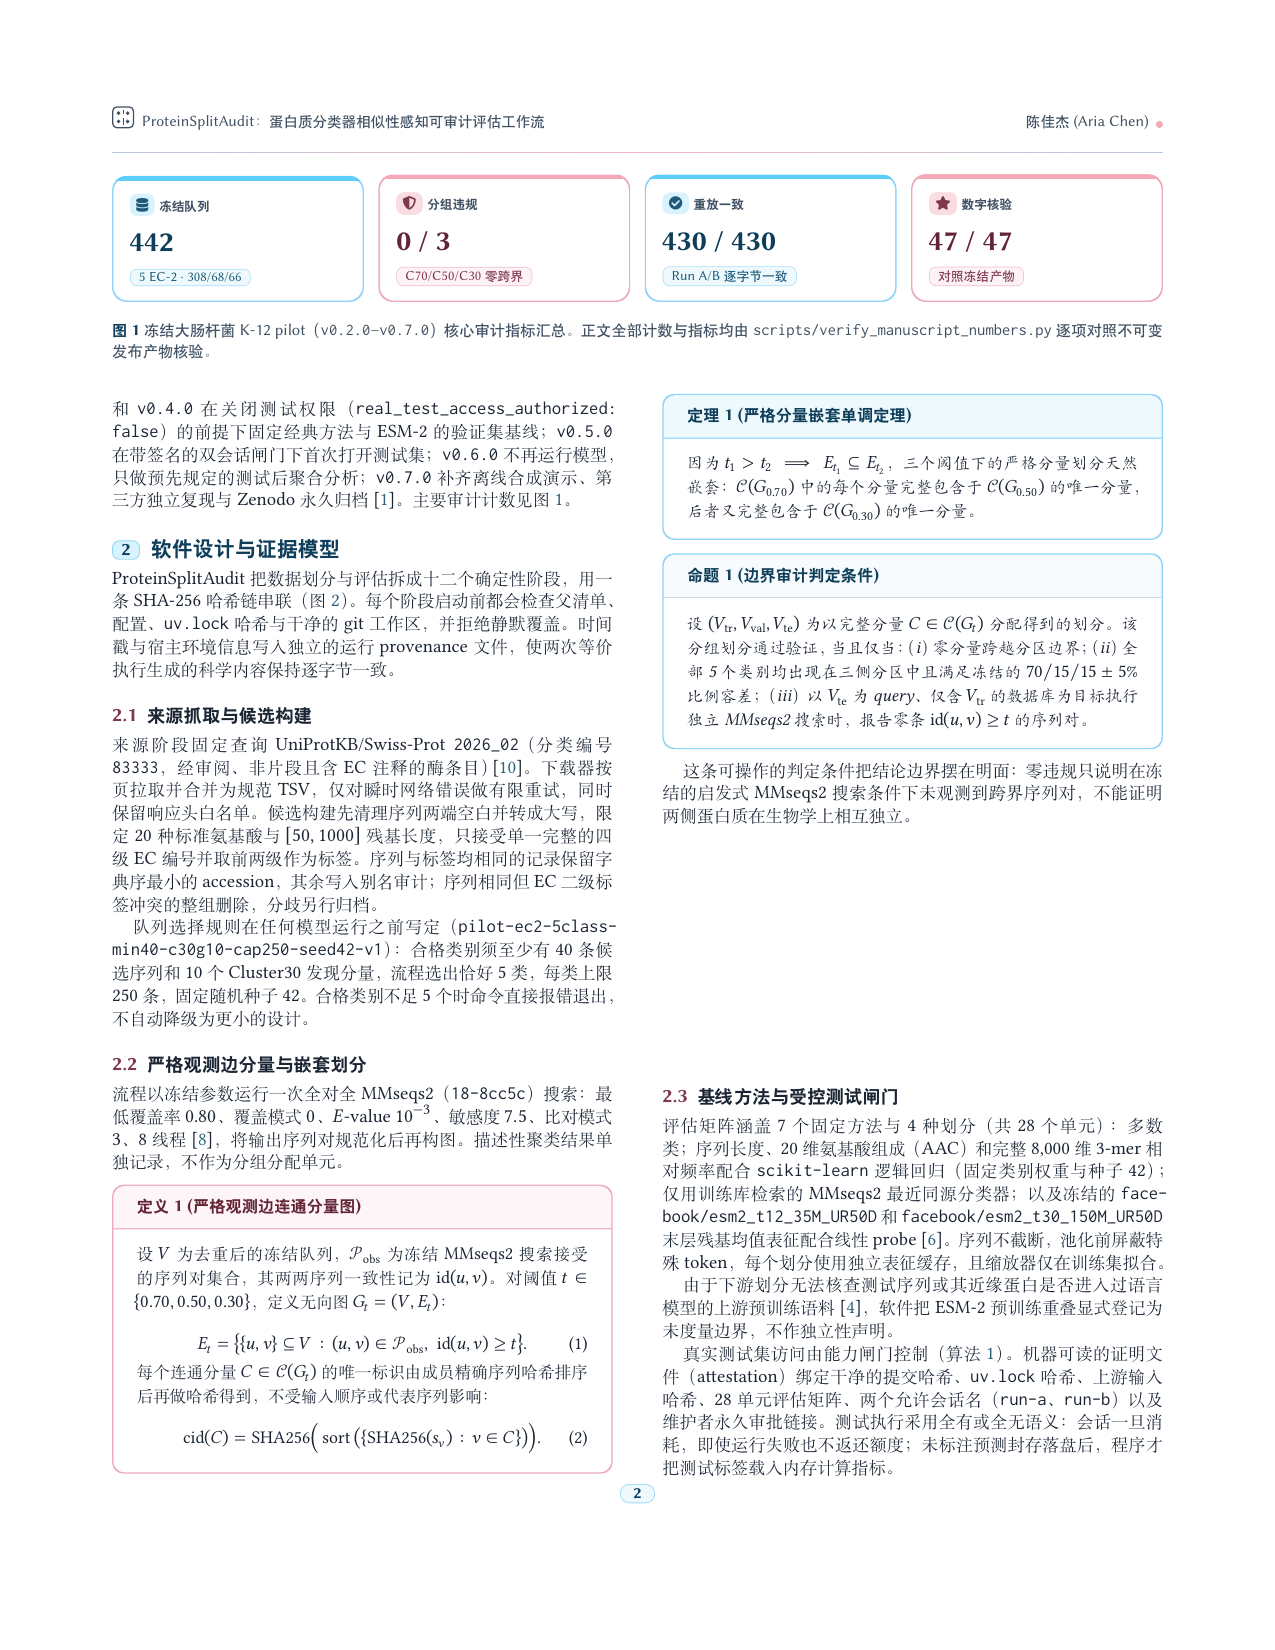 ProteinSplitAudit：蛋白质分类器相似性感知可审计评估工作流
陈佳杰 (Aria Chen)
冻结队列
442
5 EC-2 · 308/68/66
分组违规
0 / 3
C70/C50/C30 零跨界
重放一致
430 / 430
Run A/B 逐字节一致
数字核验
47 / 47
对照冻结产物
图 1 冻结大肠杆菌 K-12 pilot（v0.2.0–v0.7.0）核心审计指标汇总。正文全部计数与指标均由 scripts/verify_manuscript_numbers.py 逐项对照不可变
发布产物核验。
和 v0.4.0 在关闭测试权限（real_test_access_authorized:
false）的前提下固定经典方法与 ESM-2 的验证集基线；v0.5.0
在带签名的双会话闸门下首次打开测试集；v0.6.0 不再运行模型，
只做预先规定的测试后聚合分析；v0.7.0 补齐离线合成演示、第
三方独立复现与 Zenodo 永久归档 [1]。主要审计计数见图 1。
2 软件设计与证据模型
ProteinSplitAudit 把数据划分与评估拆成十二个确定性阶段，用一
条 SHA-256 哈希链串联（图 2）。每个阶段启动前都会检查父清单、
配置、uv.lock 哈希与干净的 git 工作区，并拒绝静默覆盖。时间
戳与宿主环境信息写入独立的运行 provenance 文件，使两次等价
执行生成的科学内容保持逐字节一致。
2.1 来源抓取与候选构建
来源阶段固定查询 UniProtKB/Swiss-Prot 2026_02（分类编号
83333，经审阅、非片段且含 EC 注释的酶条目）[10]。下载器按
页拉取并合并为规范 TSV，仅对瞬时网络错误做有限重试，同时
保留响应头白名单。候选构建先清理序列两端空白并转成大写，限
定 20 种标准氨基酸与 [50, 1000] 残基长度，只接受单一完整的四
级 EC 编号并取前两级作为标签。序列与标签均相同的记录保留字
典序最小的 accession，其余写入别名审计；序列相同但 EC 二级标
签冲突的整组删除，分歧另行归档。
队列选择规则在任何模型运行之前写定（pilot-ec2-5class-
min40-c30g10-cap250-seed42-v1）：合格类别须至少有 40 条候
选序列和 10 个 Cluster30 发现分量，流程选出恰好 5 类，每类上限
250 条，固定随机种子 42。合格类别不足 5 个时命令直接报错退出，
不自动降级为更小的设计。
2.2 严格观测边分量与嵌套划分
流程以冻结参数运行一次全对全 MMseqs2（18-8cc5c）搜索：最
低覆盖率 0.80、覆盖模式 0、E-value 10⁻³、敏感度 7.5、比对模式
3、8 线程 [8]，将输出序列对规范化后再构图。描述性聚类结果单
独记录，不作为分组分配单元。
定义 1 (严格观测边连通分量图)
设 V 为去重后的冻结队列，𝒫_obs 为冻结 MMseqs2 搜索接受
的序列对集合，其两两序列一致性记为 id(u, v)。对阈值 t ∈
{0.70, 0.50, 0.30}，定义无向图 G_t = (V, E_t)：
E_t = {{u, v} ⊆ V : (u, v) ∈ 𝒫_obs, id(u, v) ≥ t}. (1)
每个连通分量 C ∈ 𝒞(G_t) 的唯一标识由成员精确序列哈希排序
后再做哈希得到，不受输入顺序或代表序列影响：
cid(C) = SHA256( sort ({SHA256(s_v) : v ∈ C})). (2)
定理 1 (严格分量嵌套单调定理)
因为 t₁ > t₂ ⟹ E_t₁ ⊆ E_t₂，三个阈值下的严格分量划分天然
嵌套：𝒞(G_0.70) 中的每个分量完整包含于 𝒞(G_0.50) 的唯一分量，
后者又完整包含于 𝒞(G_0.30) 的唯一分量。
命题 1 (边界审计判定条件)
设 (V_tr, V_val, V_te) 为以完整分量 C ∈ 𝒞(G_t) 分配得到的划分。该
分组划分通过验证，当且仅当：(i) 零分量跨越分区边界；(ii) 全
部 5 个类别均出现在三侧分区中且满足冻结的 70/15/15 ± 5%
比例容差；(iii) 以 V_te 为 query、仅含 V_tr 的数据库为目标执行
独立 MMseqs2 搜索时，报告零条 id(u, v) ≥ t 的序列对。
这条可操作的判定条件把结论边界摆在明面：零违规只说明在冻
结的启发式 MMseqs2 搜索条件下未观测到跨界序列对，不能证明
两侧蛋白质在生物学上相互独立。
2.3 基线方法与受控测试闸门
评估矩阵涵盖 7 个固定方法与 4 种划分（共 28 个单元）：多数
类；序列长度、20 维氨基酸组成（AAC）和完整 8,000 维 3-mer 相
对频率配合 scikit-learn 逻辑回归（固定类别权重与种子 42）；
仅用训练库检索的 MMseqs2 最近同源分类器；以及冻结的 face-
book/esm2_t12_35M_UR50D 和 facebook/esm2_t30_150M_UR50D
末层残基均值表征配合线性 probe [6]。序列不截断，池化前屏蔽特
殊 token，每个划分使用独立表征缓存，且缩放器仅在训练集拟合。
由于下游划分无法核查测试序列或其近缘蛋白是否进入过语言
模型的上游预训练语料 [4]，软件把 ESM-2 预训练重叠显式登记为
未度量边界，不作独立性声明。
真实测试集访问由能力闸门控制（算法 1）。机器可读的证明文
件（attestation）绑定干净的提交哈希、uv.lock 哈希、上游输入
哈希、28 单元评估矩阵、两个允许会话名（run-a、run-b）以及
维护者永久审批链接。测试执行采用全有或全无语义：会话一旦消
耗，即使运行失败也不返还额度；未标注预测封存落盘后，程序才
把测试标签载入内存计算指标。
2